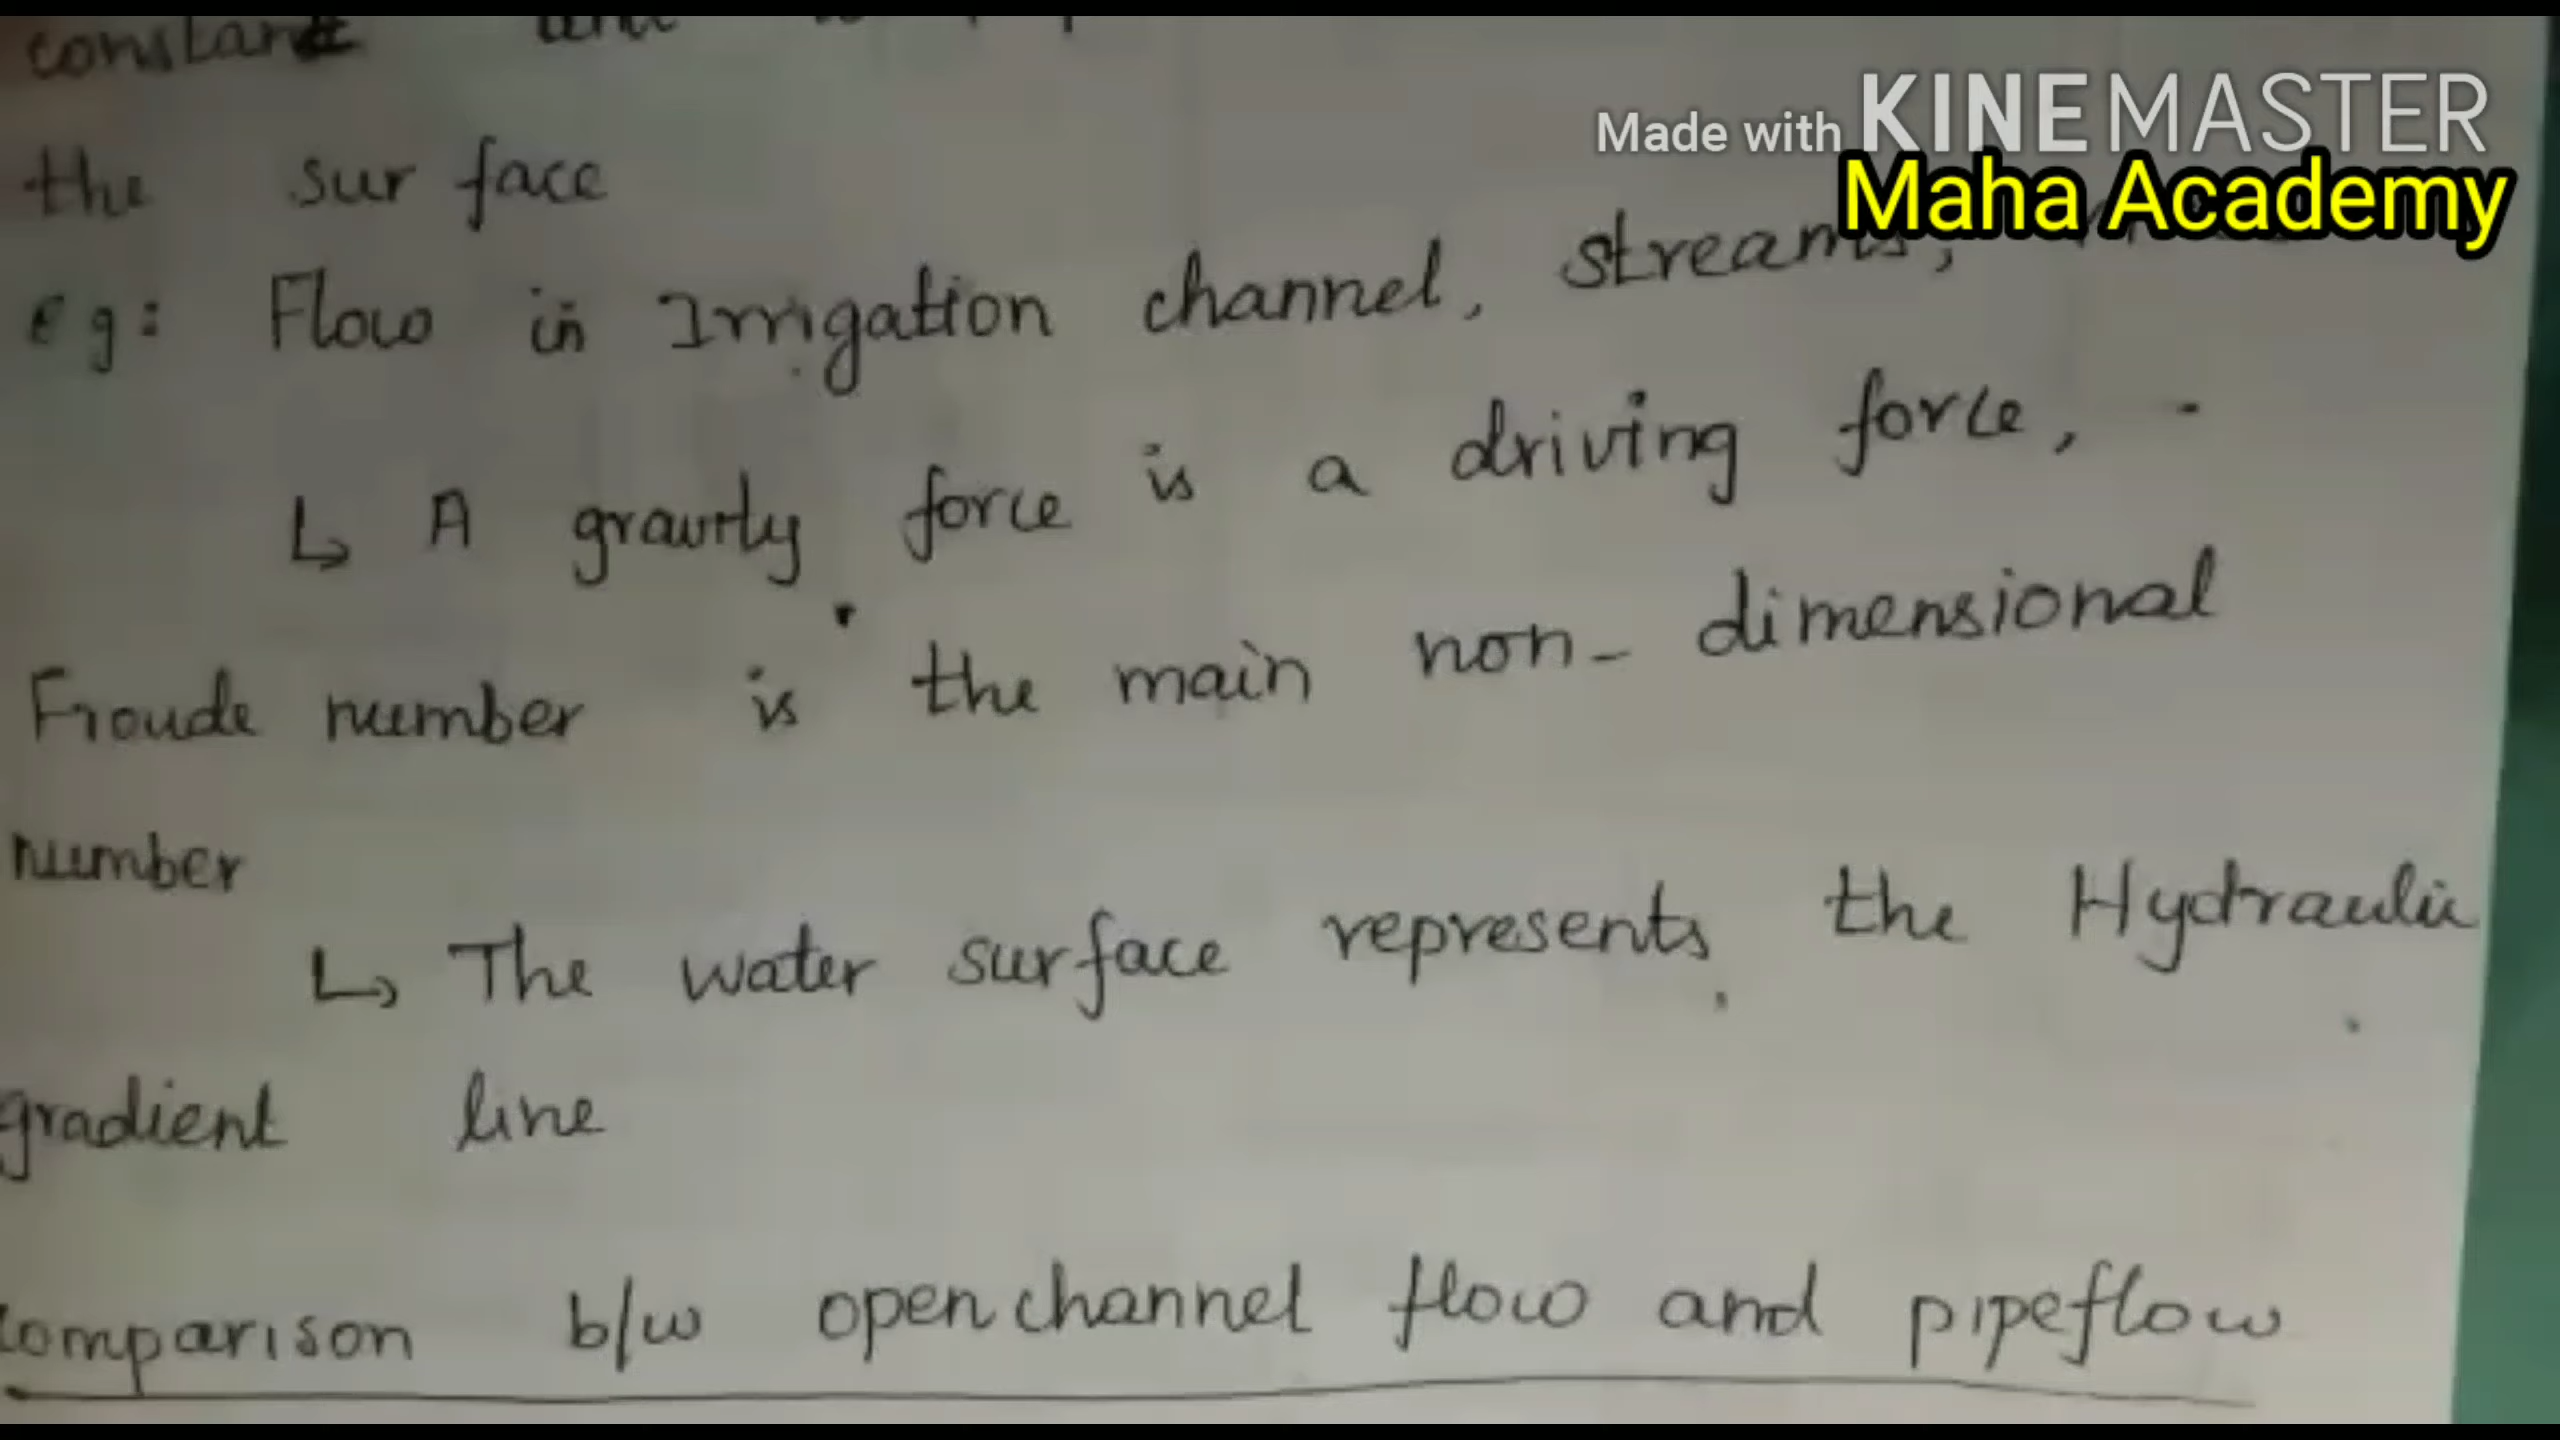 constant
the surface
Made with KINEMASTER
Maha Academy
eg: Flow in Irrigation channel, streams,
↳ A gravity force is a driving force,
Froude number is the main non-dimensional
number
↳ The water surface represents the Hydraulic
gradient line
comparison b/w openchannel flow and pipeflow